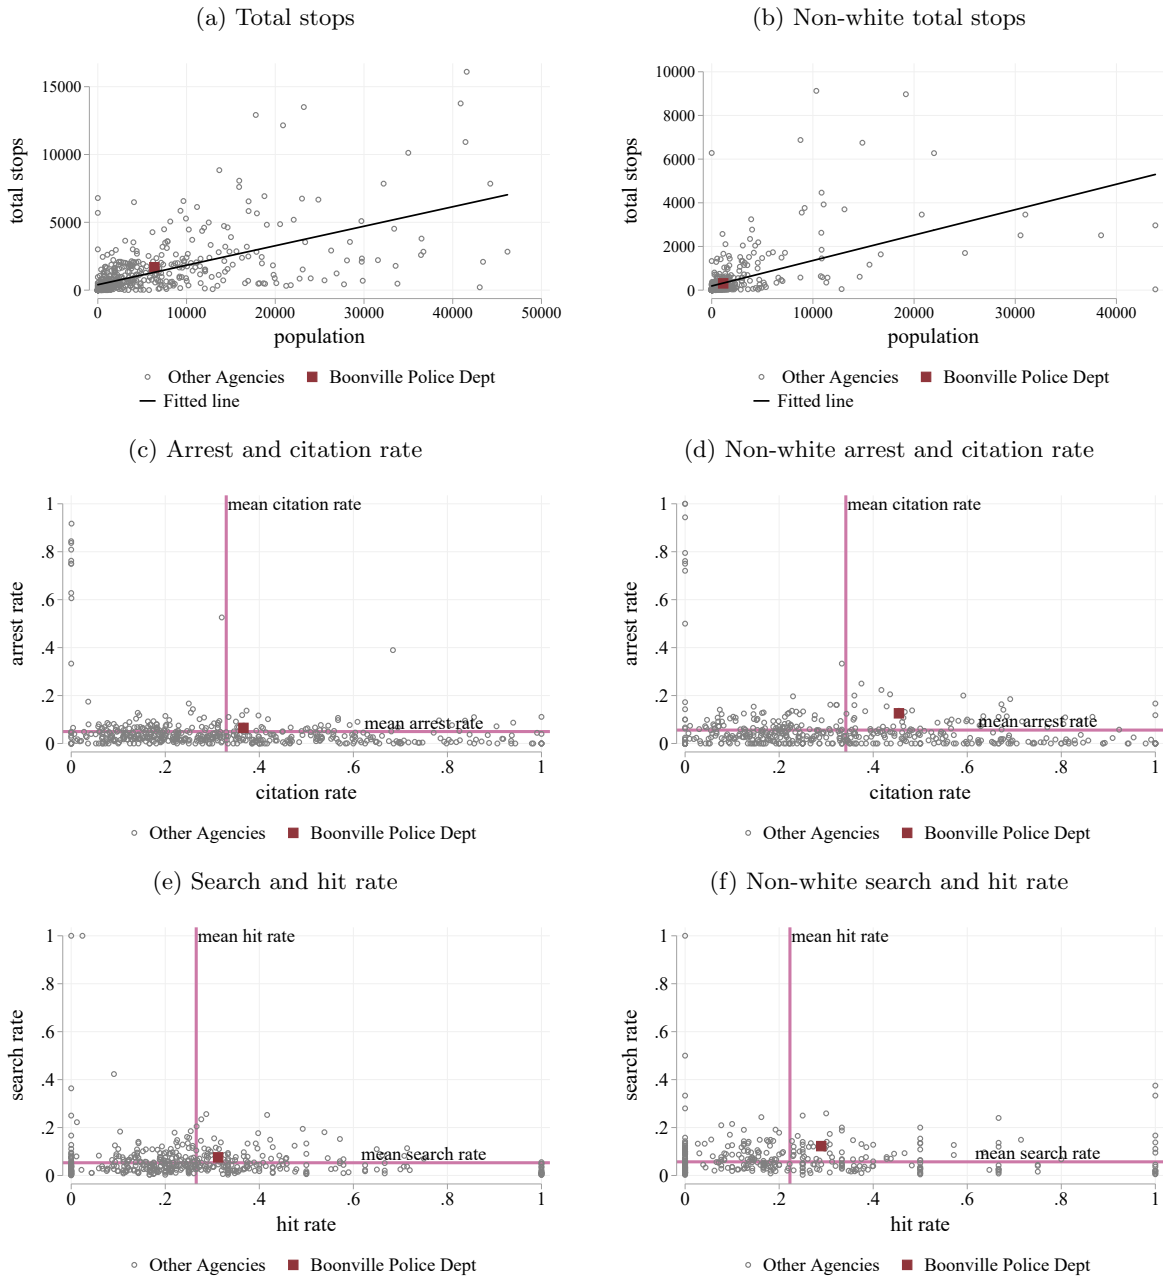 (a) Total stops
(b) Non-white total stops
total stops
15000
10000
5000
0
0
10000
20000
30000
40000
50000
population
Other Agencies
Boonville Police Dept
Fitted line
total stops
10000
8000
6000
4000
2000
0
0
10000
20000
30000
40000
population
Other Agencies
Boonville Police Dept
Fitted line
(c) Arrest and citation rate
(d) Non-white arrest and citation rate
arrest rate
1
.8
.6
.4
.2
0
mean citation rate
mean arrest rate
0
.2
.4
.6
.8
1
citation rate
Other Agencies
Boonville Police Dept
arrest rate
1
.8
.6
.4
.2
0
mean citation rate
mean arrest rate
0
.2
.4
.6
.8
1
citation rate
Other Agencies
Boonville Police Dept
(e) Search and hit rate
(f) Non-white search and hit rate
search rate
1
.8
.6
.4
.2
0
mean hit rate
mean search rate
0
.2
.4
.6
.8
1
hit rate
Other Agencies
Boonville Police Dept
search rate
1
.8
.6
.4
.2
0
mean hit rate
mean search rate
0
.2
.4
.6
.8
1
hit rate
Other Agencies
Boonville Police Dept